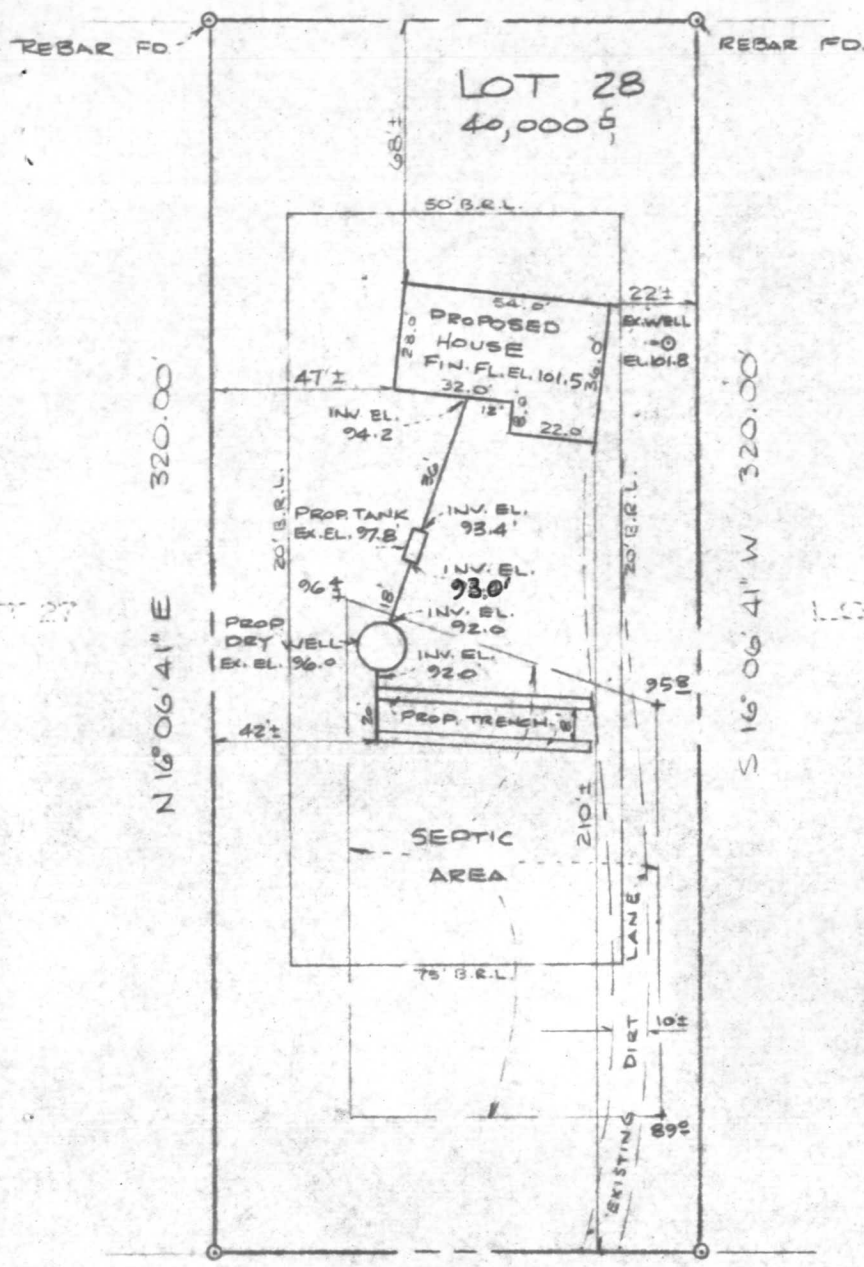 REBAR FD.
REBAR FD.
LOT 28
40,000
68'±
50' B.R.L.
54.0'
22'±
PROPOSED
HOUSE
FIN. FL. EL. 101.5
28.0'
36.0'
EX. WELL
EL. 101.8
47'±
32.0'
12'
8.0'
22.0'
INV. EL.
94.2
N 16° 06' 41" E 320.00'
S 16° 06' 41" W 320.00'
20' B.R.L.
20' B.R.L.
36'
PROP. TANK
EX. EL. 97.8
INV. EL.
93.4'
INV. EL.
93.0'
96.4
18'
INV. EL.
92.0
PROP.
DRY WELL
EX. EL. 96.0
INV. EL.
92.0
95.8
PROP. TRENCH
42'±
210'±
SEPTIC
AREA
75' B.R.L.
EXISTING DIRT LANE
10'±